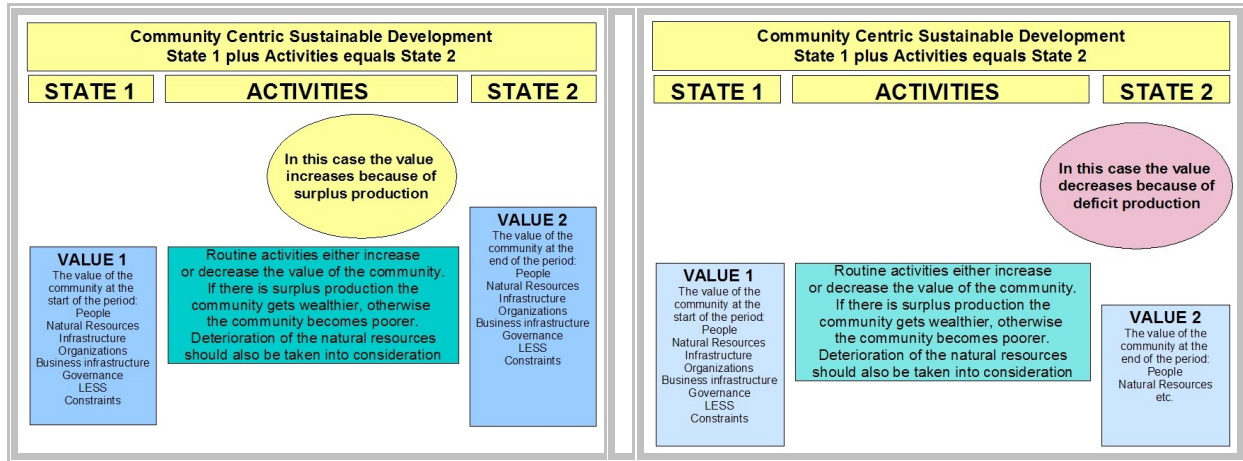 Community Centric Sustainable Development
State 1 plus Activities equals State 2
STATE 1
ACTIVITIES
STATE 2
In this case the value
increases because of
surplus production
VALUE 1
The value of the
community at the
start of the period:
People
Natural Resources
Infrastructure
Organizations
Business infrastructure
Governance
LESS
Constraints
Routine activities either increase
or decrease the value of the community.
If there is surplus production the
community gets wealthier, otherwise
the community becomes poorer.
Deterioration of the natural resources
should also be taken into consideration
VALUE 2
The value of the
community at the
end of the period:
People
Natural Resources
Infrastructure
Organizations
Business infrastructure
Governance
LESS
Constraints
Community Centric Sustainable Development
State 1 plus Activities equals State 2
STATE 1
ACTIVITIES
STATE 2
In this case the value
decreases because of
deficit production
VALUE 1
The value of the
community at the
start of the period:
People
Natural Resources
Infrastructure
Organizations
Business infrastructure
Governance
LESS
Constraints
Routine activities either increase
or decrease the value of the community.
If there is surplus production the
community gets wealthier, otherwise
the community becomes poorer.
Deterioration of the natural resources
should also be taken into consideration
VALUE 2
The value of the
community at the
end of the period:
People
Natural Resources
etc.